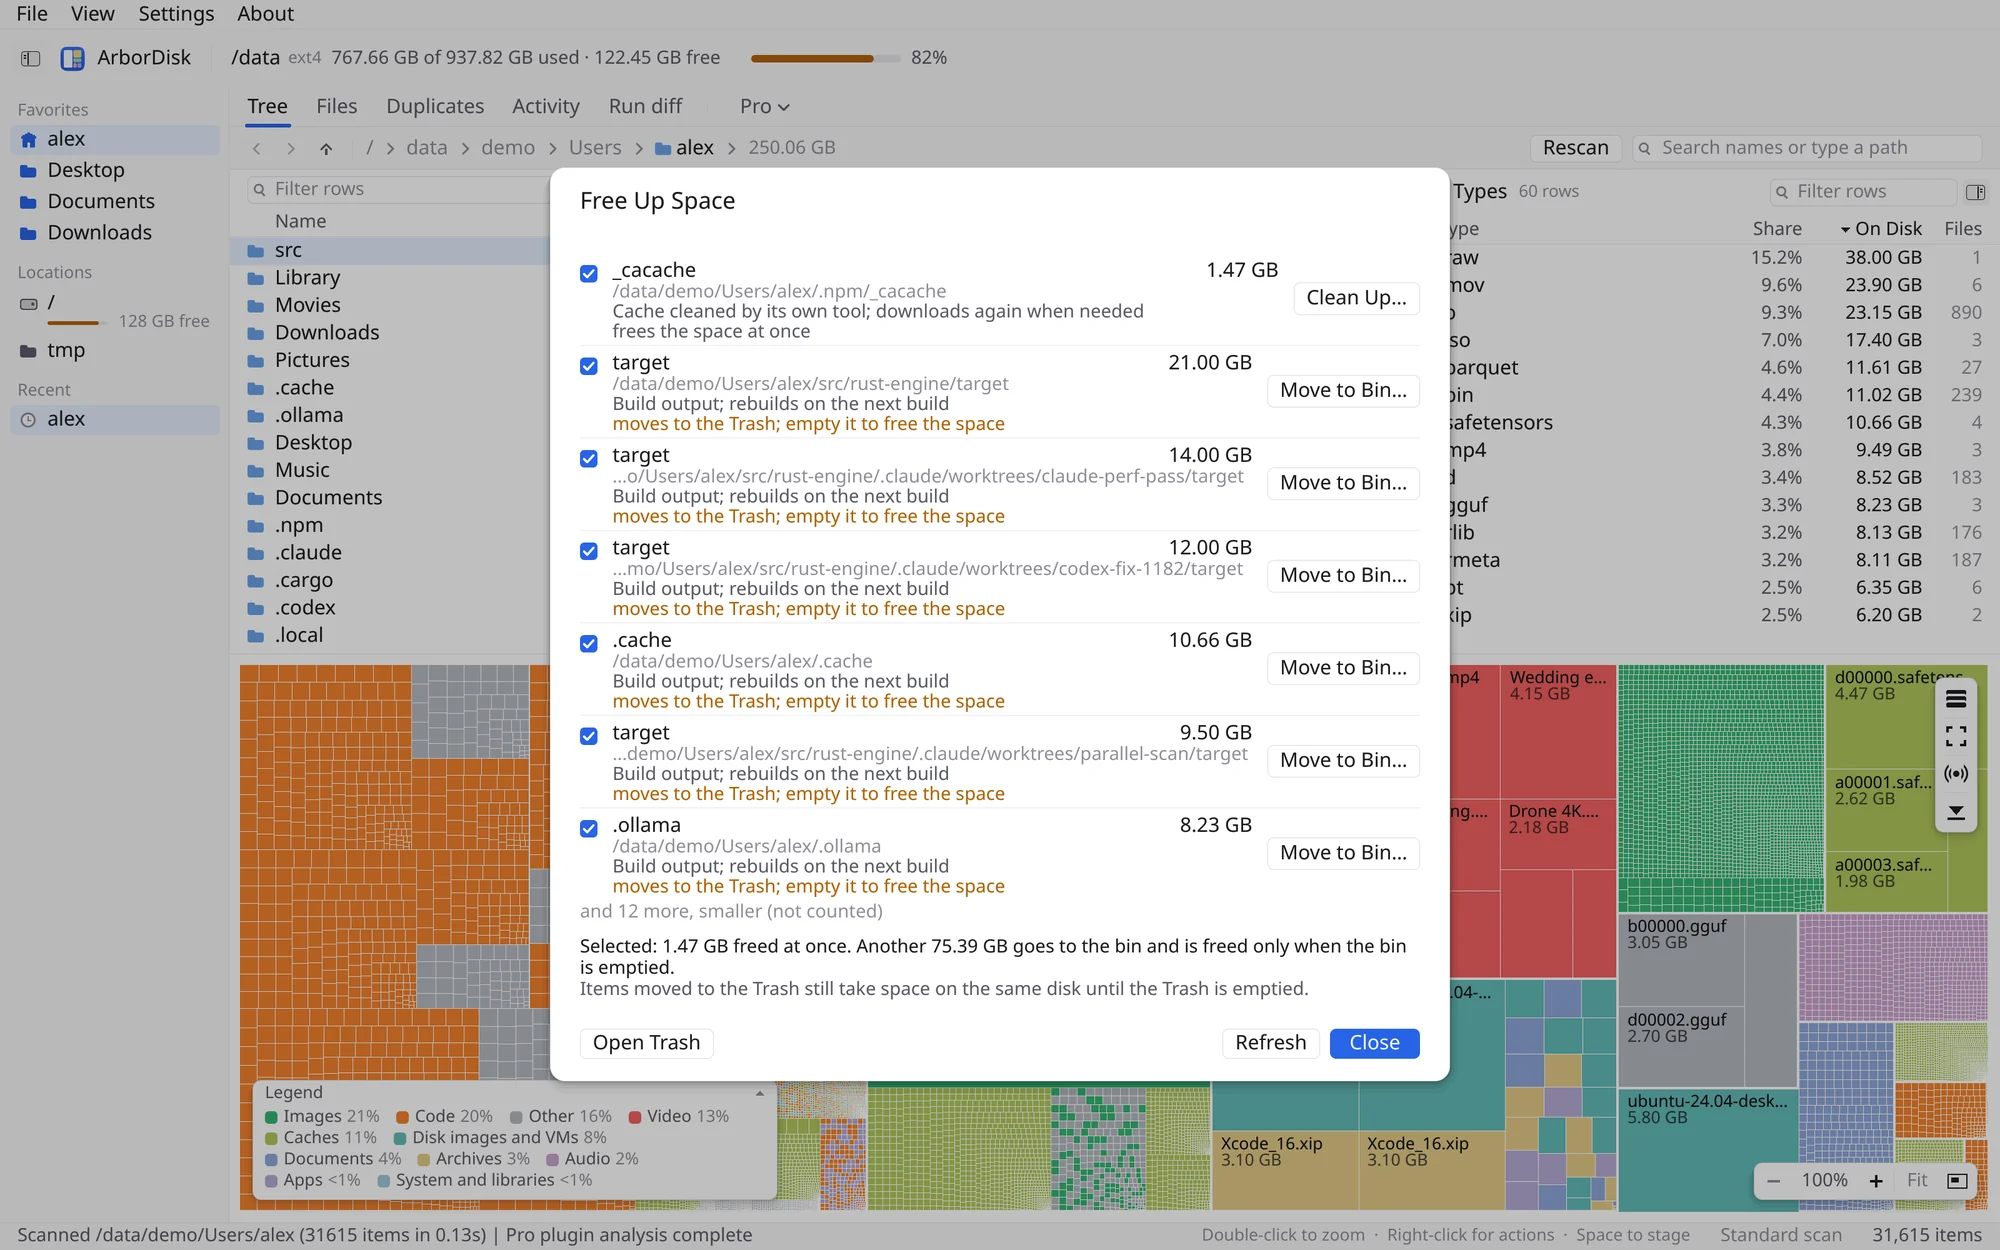 File View Settings About
ArborDisk /data ext4 767.66 GB of 937.82 GB used · 122.45 GB free 82%
Favorites
alex
Desktop
Documents
Downloads
Locations
/
128 GB free
tmp
Recent
alex
Tree Files Duplicates Activity Run diff Pro
/ > data > demo > Users > alex > 250.06 GB
Rescan Search names or type a path
Filter rows
Name
src
Library
Movies
Downloads
Pictures
.cache
.ollama
Desktop
Music
Documents
.npm
.claude
.cargo
.codex
.local
Free Up Space
_cacache 1.47 GB
/data/demo/Users/alex/.npm/_cacache
Clean Up...
Cache cleaned by its own tool; downloads again when needed
frees the space at once
target 21.00 GB
/data/demo/Users/alex/src/rust-engine/target
Move to Bin...
Build output; rebuilds on the next build
moves to the Trash; empty it to free the space
target 14.00 GB
...o/Users/alex/src/rust-engine/.claude/worktrees/claude-perf-pass/target
Move to Bin...
Build output; rebuilds on the next build
moves to the Trash; empty it to free the space
target 12.00 GB
...mo/Users/alex/src/rust-engine/.claude/worktrees/codex-fix-1182/target
Move to Bin...
Build output; rebuilds on the next build
moves to the Trash; empty it to free the space
.cache 10.66 GB
/data/demo/Users/alex/.cache
Move to Bin...
Build output; rebuilds on the next build
moves to the Trash; empty it to free the space
target 9.50 GB
...demo/Users/alex/src/rust-engine/.claude/worktrees/parallel-scan/target
Move to Bin...
Build output; rebuilds on the next build
moves to the Trash; empty it to free the space
.ollama 8.23 GB
/data/demo/Users/alex/.ollama
Move to Bin...
Build output; rebuilds on the next build
moves to the Trash; empty it to free the space
and 12 more, smaller (not counted)
Selected: 1.47 GB freed at once. Another 75.39 GB goes to the bin and is freed only when the bin
is emptied.
Items moved to the Trash still take space on the same disk until the Trash is emptied.
Open Trash Refresh Close
Types 60 rows Filter rows
ype Share On Disk Files
raw 15.2% 38.00 GB 1
mov 9.6% 23.90 GB 6
9.3% 23.15 GB 890
so 7.0% 17.40 GB 3
parquet 4.6% 11.61 GB 27
bin 4.4% 11.02 GB 239
safetensors 4.3% 10.66 GB 4
mp4 3.8% 9.49 GB 3
3.4% 8.52 GB 183
gguf 3.3% 8.23 GB 3
rlib 3.2% 8.13 GB 176
rmeta 3.2% 8.11 GB 187
pt 2.5% 6.35 GB 6
xip 2.5% 6.20 GB 2
mp4
Wedding e...
4.15 GB
ng....
Drone 4K....
2.18 GB
d00000.safetens
4.47 GB
a00001.saf...
2.62 GB
a00003.saf...
1.98 GB
b00000.gguf
3.05 GB
d00002.gguf
2.70 GB
.04-...
ubuntu-24.04-desk...
5.80 GB
Xcode_16.xip
3.10 GB
Xcode_16.xip
3.10 GB
Legend
Images 21% Code 20% Other 16% Video 13%
Caches 11% Disk images and VMs 8%
Documents 4% Archives 3% Audio 2%
Apps <1% System and libraries <1%
− 100% + Fit
Scanned /data/demo/Users/alex (31615 items in 0.13s) | Pro plugin analysis complete
Double-click to zoom · Right-click for actions · Space to stage Standard scan 31,615 items